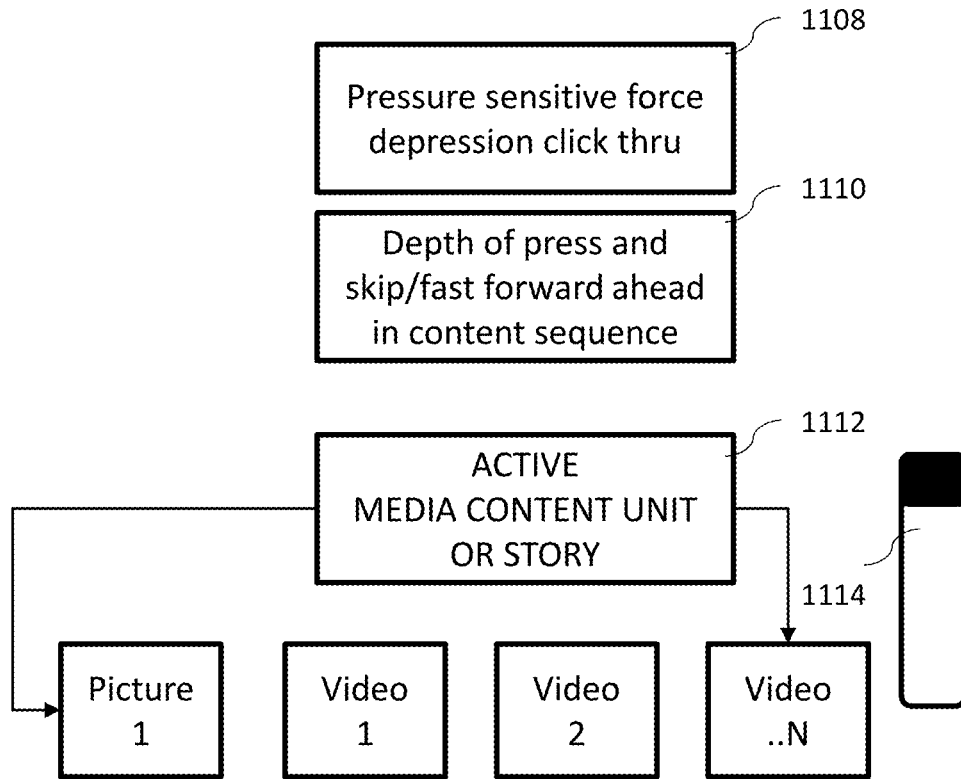 1108
Pressure sensitive force
depression click thru
1110
Depth of press and
skip/fast forward ahead
in content sequence
1112
ACTIVE
MEDIA CONTENT UNIT
OR STORY
1114
Picture
1
Video
1
Video
2
Video
..N